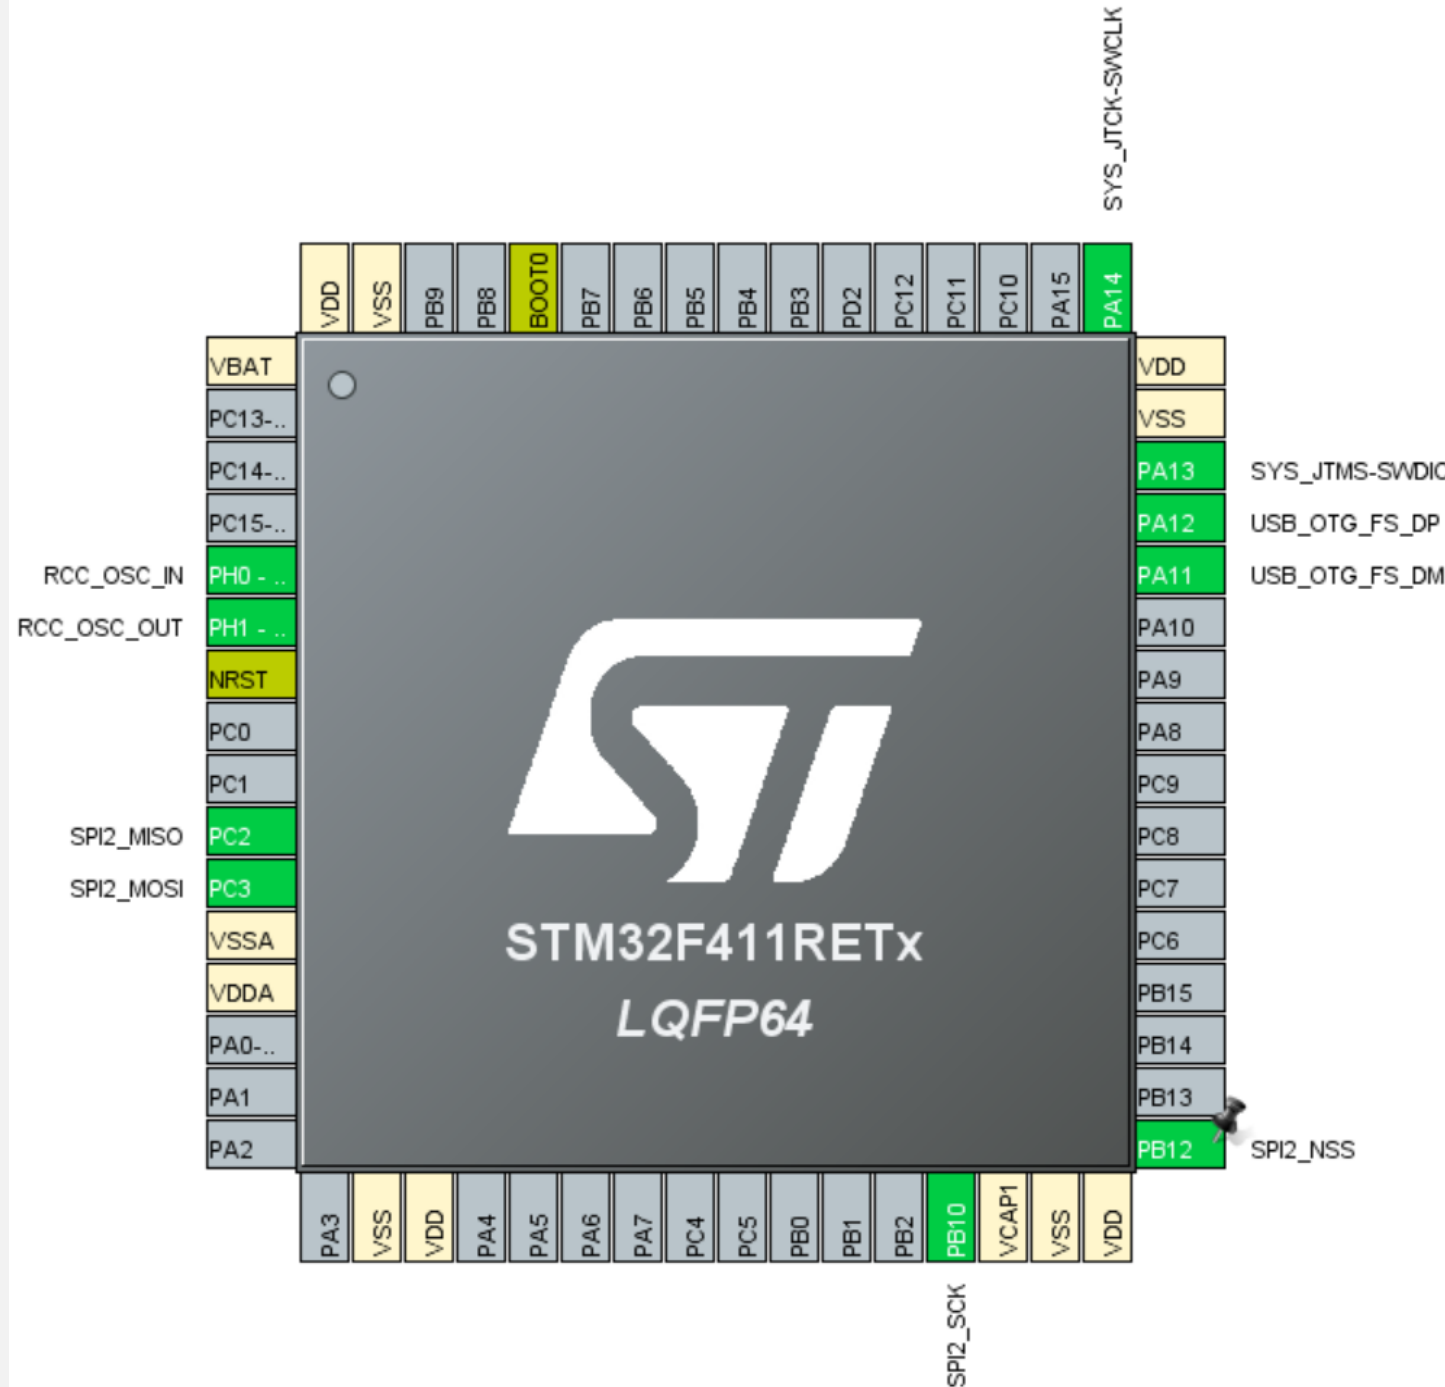 SYS_JTCK-SWCLK
VDD
VSS
PB9
PB8
BOOT0
PB7
PB6
PB5
PB4
PB3
PD2
PC12
PC11
PC10
PA15
PA14
VBAT
PC13-..
PC14-..
PC15-..
RCC_OSC_IN PH0 - ..
RCC_OSC_OUT PH1 - ..
NRST
PC0
PC1
SPI2_MISO PC2
SPI2_MOSI PC3
VSSA
VDDA
PA0-..
PA1
PA2
STM32F411RETx
LQFP64
VDD
VSS
PA13 SYS_JTMS-SWDIO
PA12 USB_OTG_FS_DP
PA11 USB_OTG_FS_DM
PA10
PA9
PA8
PC9
PC8
PC7
PC6
PB15
PB14
PB13
PB12 SPI2_NSS
PA3
VSS
VDD
PA4
PA5
PA6
PA7
PC4
PC5
PB0
PB1
PB2
PB10
VCAP1
VSS
VDD
SPI2_SCK